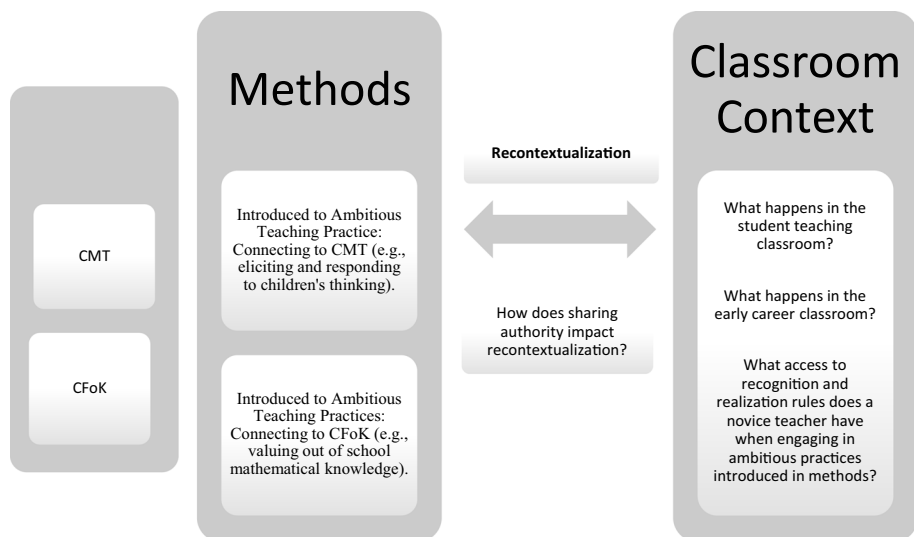 CMT
CFoK
Methods
Introduced to Ambitious
Teaching Practice:
Connecting to CMT (e.g.,
eliciting and responding
to children's thinking).
Introduced to Ambitious
Teaching Practices:
Connecting to CFoK (e.g.,
valuing out of school
mathematical knowledge).
Recontextualization
How does sharing
authority impact
recontextualization?
Classroom
Context
What happens in the
student teaching
classroom?
What happens in the
early career classroom?
What access to
recognition and
realization rules does a
novice teacher have
when engaging in
ambitious practices
introduced in methods?